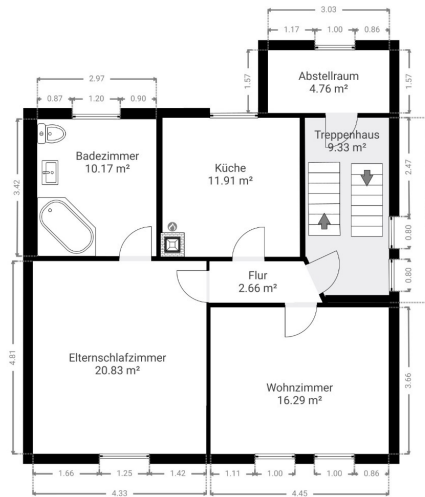 3.03
1.17
1.00
0.86
1.57
Abstellraum
4.76 m²
1.57
2.97
0.87
1.20
0.90
Treppenhaus
9.33 m²
Badezimmer
10.17 m²
Küche
11.91 m²
3.42
2.47
0.80
0.80
Flur
2.66 m²
4.81
Elternschlafzimmer
20.83 m²
Wohnzimmer
16.29 m²
3.66
1.66
1.25
1.42
1.11
1.00
1.00
0.86
4.33
4.45